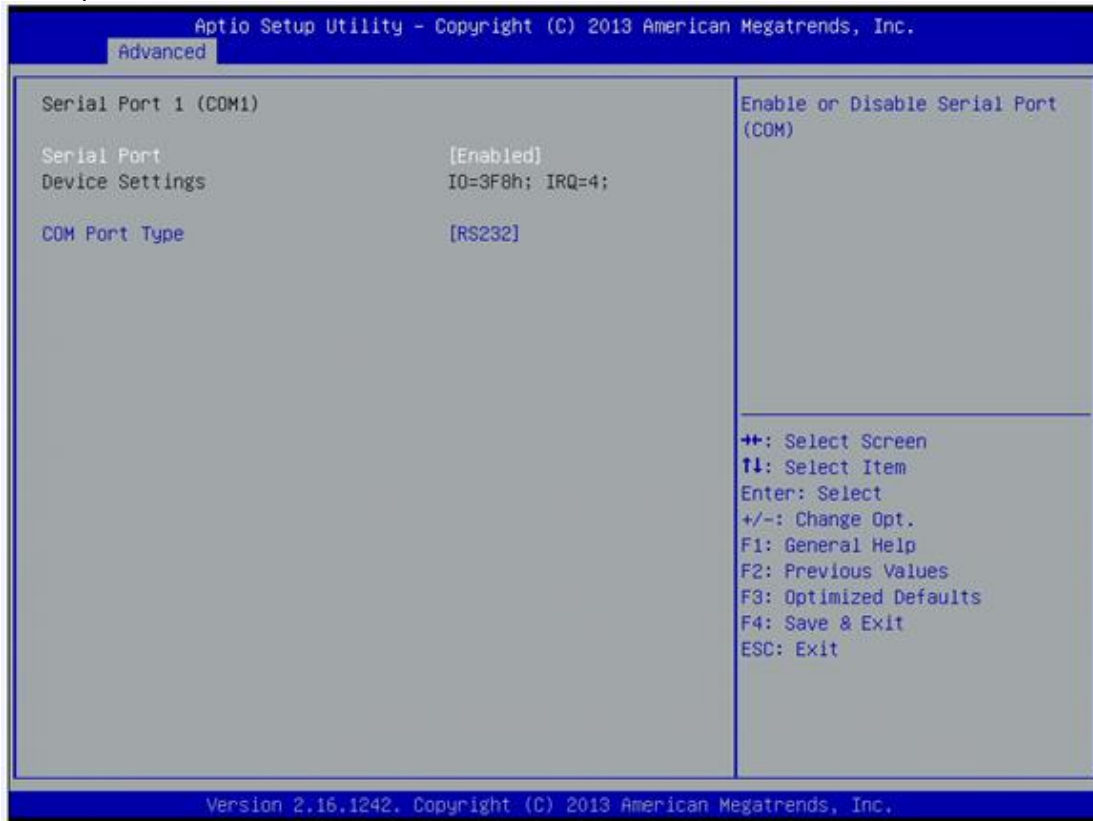 Aptio Setup Utility – Copyright (C) 2013 American Megatrends, Inc.
Advanced
Serial Port 1 (COM1)
Serial Port [Enabled]
Device Settings IO=3F8h; IRQ=4;
COM Port Type [RS232]
Enable or Disable Serial Port
(COM)
→←: Select Screen
↑↓: Select Item
Enter: Select
+/-: Change Opt.
F1: General Help
F2: Previous Values
F3: Optimized Defaults
F4: Save & Exit
ESC: Exit
Version 2.16.1242. Copyright (C) 2013 American Megatrends, Inc.